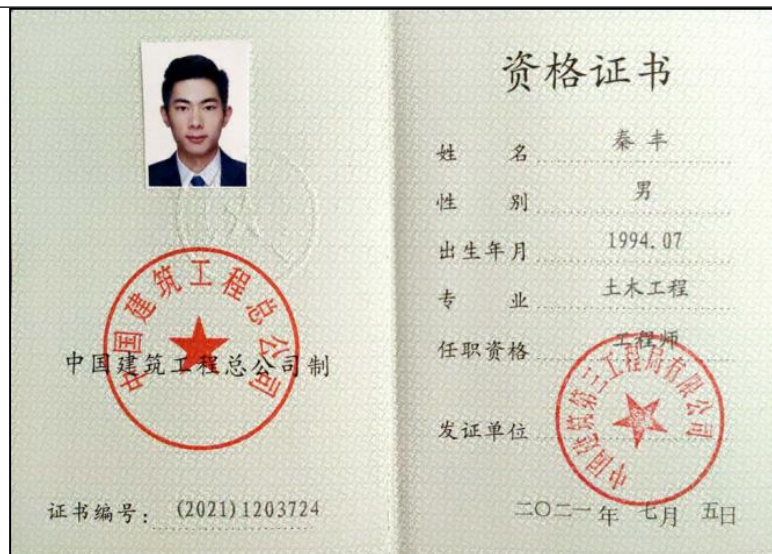 中国建筑工程总公司
中国建筑工程总公司制
证书编号: (2021)1203724
资格证书
姓 名 秦丰
性 别 男
出生年月 1994.07
专 业 土木工程
任职资格 工程师
发证单位
中国建筑第三工程局有限公司
二〇二一年 七月 五日